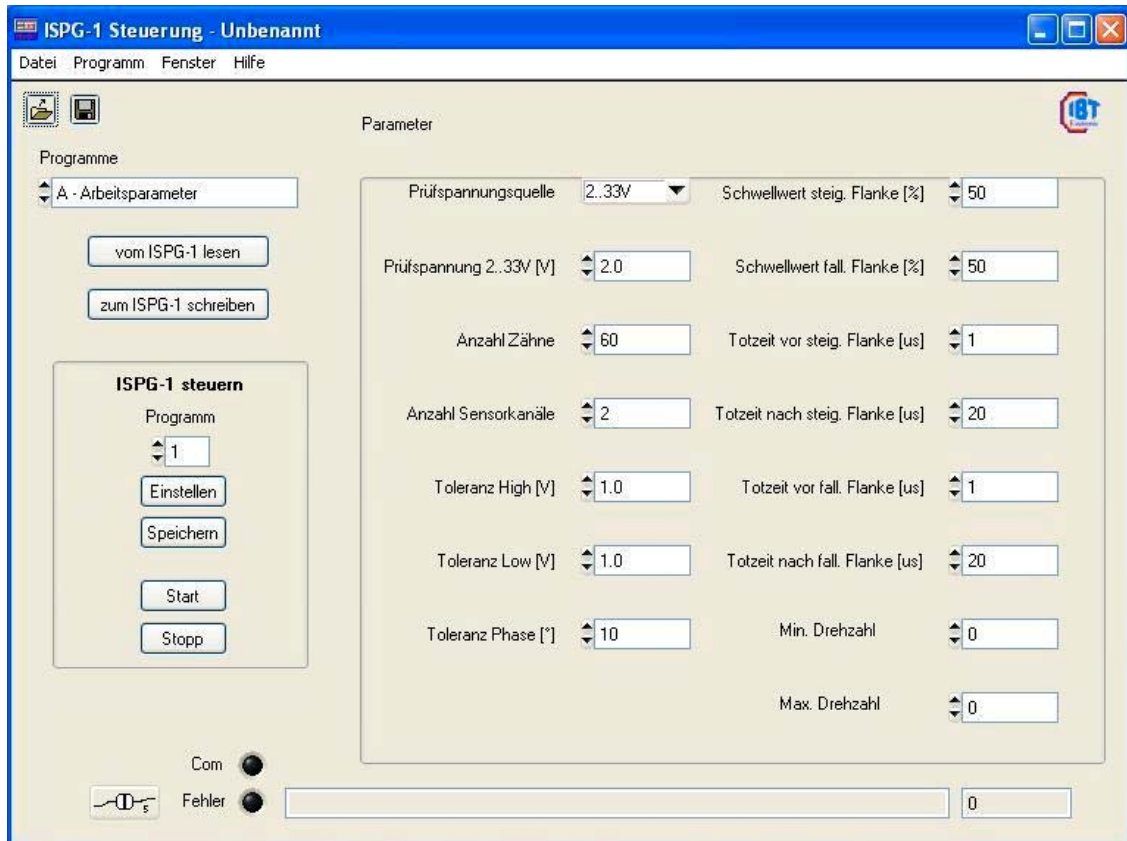 ISPG-1 Steuerung - Unbenannt
Datei Programm Fenster Hilfe
IBT
Parameter
Programme
A - Arbeitsparameter
vom ISPG-1 lesen
zum ISPG-1 schreiben
ISPG-1 steuern
Programm
1
Einstellen
Speichern
Start
Stopp
Prüfspannungsquelle 2..33V
Prüfspannung 2..33V [V] 2.0
Anzahl Zähne 60
Anzahl Sensorkanäle 2
Toleranz High [V] 1.0
Toleranz Low [V] 1.0
Toleranz Phase [°] 10
Schwellwert steig. Flanke [%] 50
Schwellwert fall. Flanke [%] 50
Totzeit vor steig. Flanke [us] 1
Totzeit nach steig. Flanke [us] 20
Totzeit vor fall. Flanke [us] 1
Totzeit nach fall. Flanke [us] 20
Min. Drehzahl 0
Max. Drehzahl 0
Com
Fehler 0